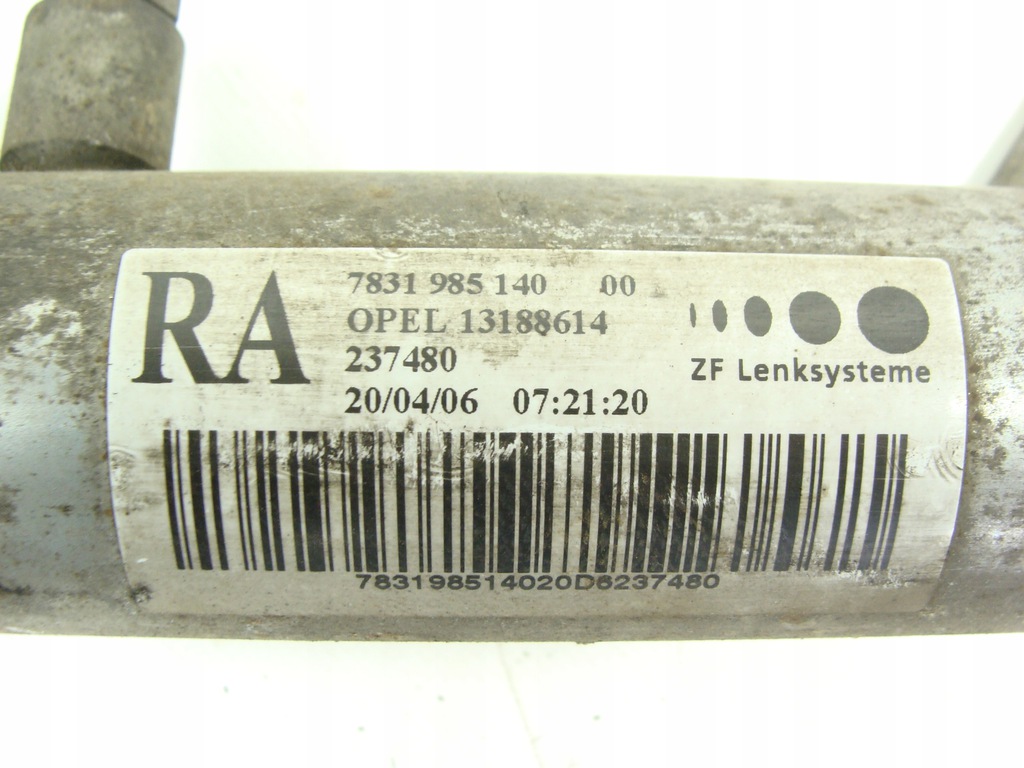 RA
7831 985 140 00
OPEL 13188614
237480
20/04/06 07:21:20
ZF Lenksysteme
783198514020D6237480